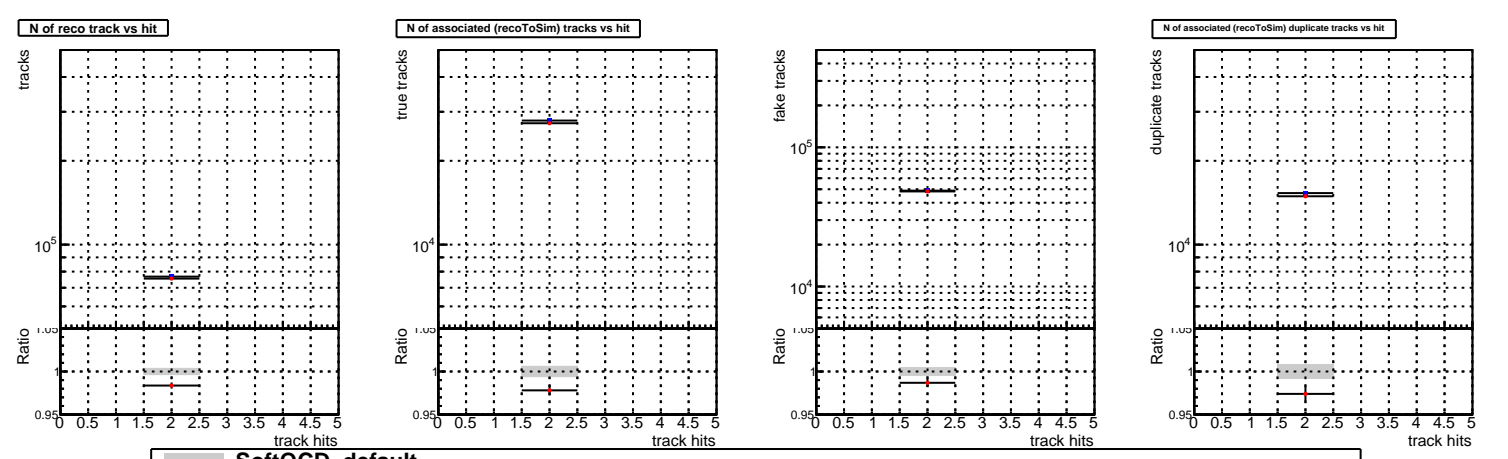 N of reco track vs hit
N of associated (recoToSim) tracks vs hit
N of associated (recoToSim) duplicate tracks vs hit
tracks
10^5
Ratio
1.05
1
0.95
0 0.5 1 1.5 2 2.5 3 3.5 4 4.5 5
track hits
true tracks
10^4
Ratio
1.05
1
0.95
0 0.5 1 1.5 2 2.5 3 3.5 4 4.5 5
track hits
fake tracks
10^5
10^4
Ratio
1.05
1
0.95
0 0.5 1 1.5 2 2.5 3 3.5 4 4.5 5
track hits
duplicate tracks
10^4
Ratio
1.05
1
0.95
0 0.5 1 1.5 2 2.5 3 3.5 4 4.5 5
track hits
SoftQCD_default